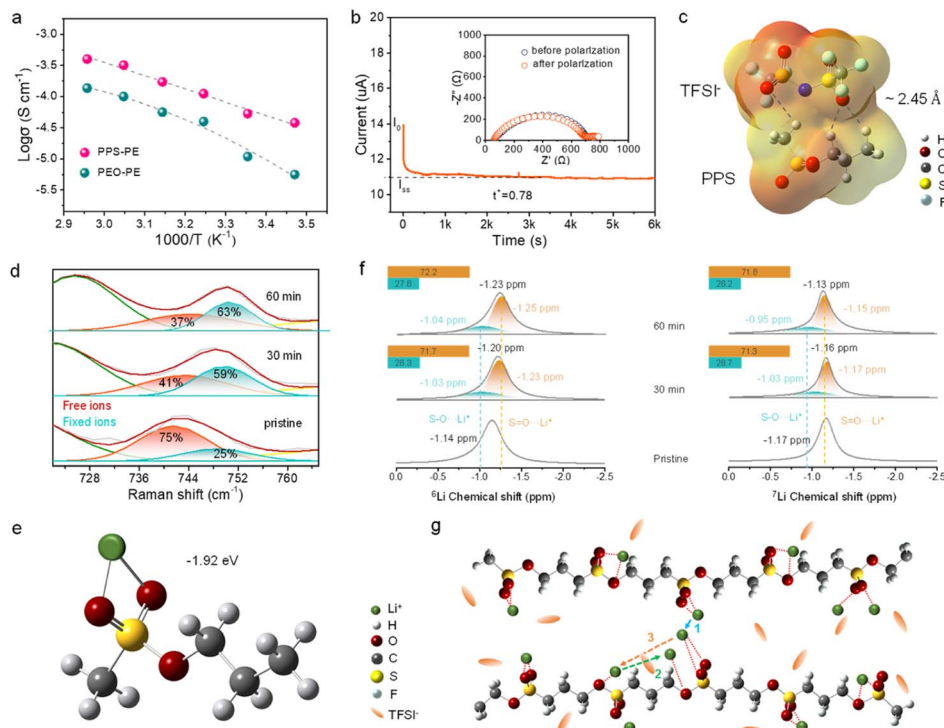 a
-3.5
-4.0
-4.5
-5.0
-5.5
Logσ (S cm⁻¹)
PPS-PE
PEO-PE
2.9
3.0
3.1
3.2
3.3
3.4
3.5
1000/T (K⁻¹)
b
20
18
16
14
12
10
Current (uA)
I₀
Iₛₛ
t⁺=0.78
0
1k
2k
3k
4k
5k
6k
Time (s)
-1000
-800
-600
-400
-200
0
-Z'' (Ω)
before polarlzation
after polarlzation
0 200 400 600 800 1000
Z' (Ω)
c
TFSI⁻
~ 2.45 Å
PPS
H
S
F
d
60 min
37%
63%
30 min
41%
59%
Free ions
Fixed ions
pristine
75%
25%
728
736
744
752
760
Raman shift (cm⁻¹)
f
72.2
27.8
-1.23 ppm
-1.25 ppm
-1.04 ppm
71.7
28.3
-1.20 ppm
-1.23 ppm
-1.03 ppm
S-O···Li⁺
S=O···Li⁺
-1.14 ppm
0.0
-0.5
-1.0
-1.5
-2.0
-2.5
⁶Li Chemical shift (ppm)
60 min
30 min
Pristine
71.8
28.2
-1.13 ppm
-1.15 ppm
-0.95 ppm
71.3
28.7
-1.16 ppm
-1.17 ppm
-1.03 ppm
S-O···Li⁺
S=O···Li⁺
-1.17 ppm
0.0
-0.5
-1.0
-1.5
-2.0
-2.5
⁷Li Chemical shift (ppm)
e
-1.92 eV
Li⁺
H
O
C
S
F
TFSI⁻
g
1
3
2